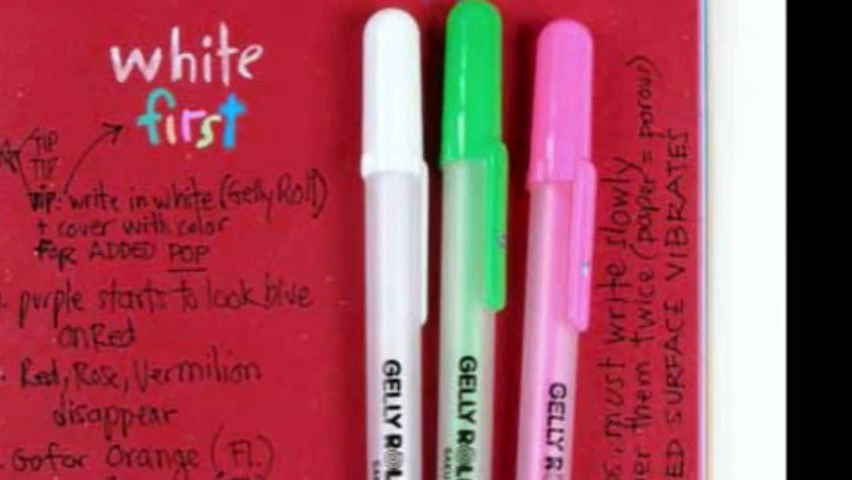 white
first
TIP
TIP
TIP: write in white (Gelly Roll)
+ cover with color
FOR ADDED POP
purple starts to look blue
on Red
Red, Rose, Vermilion
disappear
Go for Orange (Fl.)
GELLY ROLL
GELLY ROLL
GELLY R
must write slowly
them twice (paper = porous)
SURFACE VIBRATES